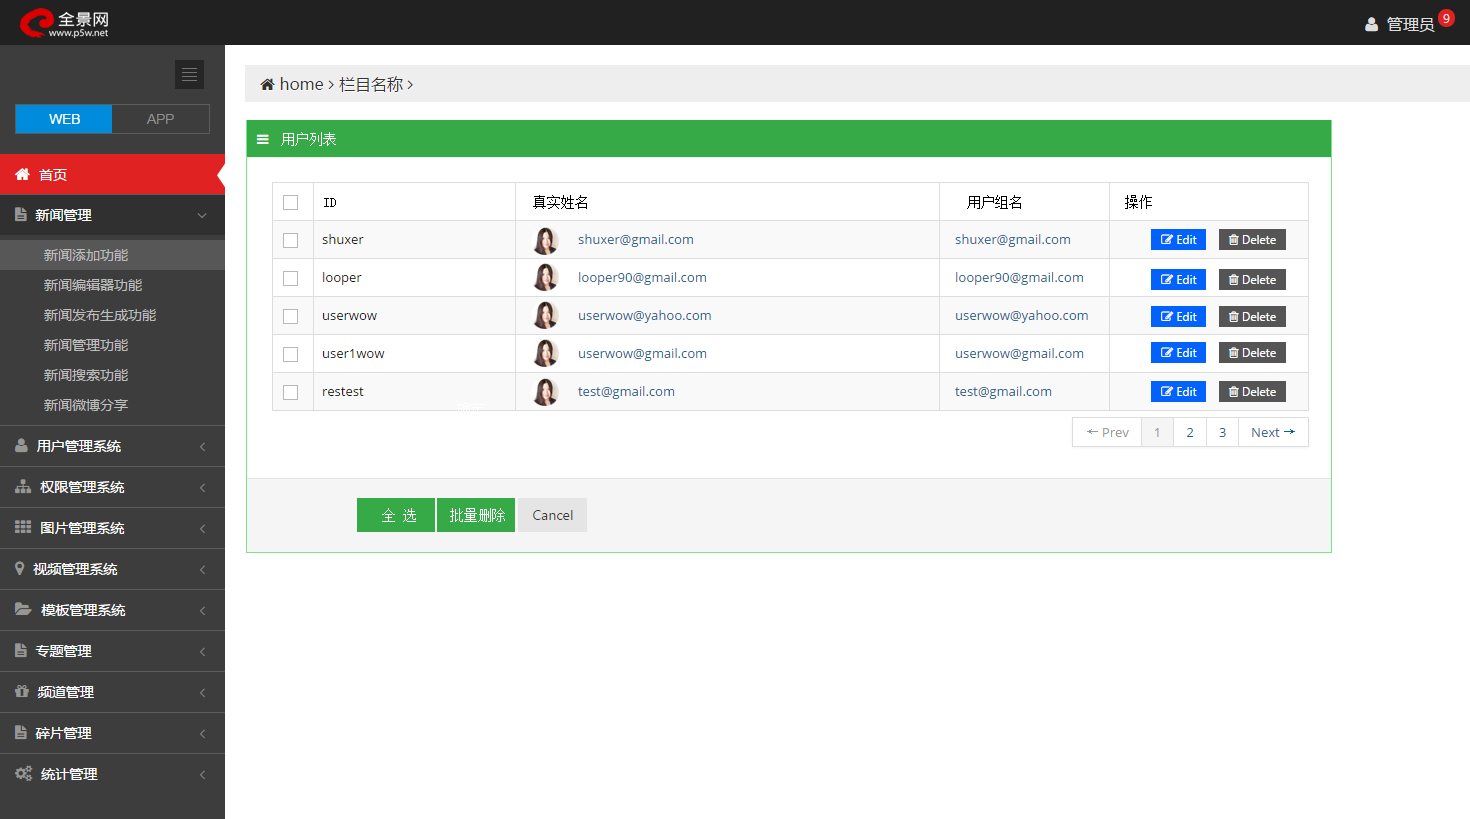 全景网
www.p5w.net
管理员 9
WEB APP
首页
新闻管理
新闻添加功能
新闻编辑器功能
新闻发布生成功能
新闻管理功能
新闻搜索功能
新闻微博分享
用户管理系统
权限管理系统
图片管理系统
视频管理系统
模板管理系统
专题管理
频道管理
碎片管理
统计管理
home > 栏目名称 >
用户列表
ID 真实姓名 用户组名 操作
shuxer shuxer@gmail.com shuxer@gmail.com Edit Delete
looper looper90@gmail.com looper90@gmail.com Edit Delete
userwow userwow@yahoo.com userwow@yahoo.com Edit Delete
user1wow userwow@gmail.com userwow@gmail.com Edit Delete
restest test@gmail.com test@gmail.com Edit Delete
← Prev 1 2 3 Next →
全 选 批量删除 Cancel